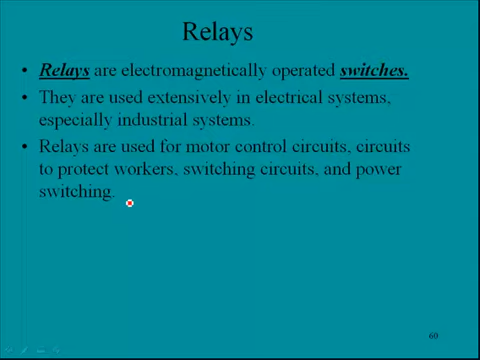 Relays
• Relays are electromagnetically operated switches.
• They are used extensively in electrical systems,
especially industrial systems.
• Relays are used for motor control circuits, circuits
to protect workers, switching circuits, and power
switching.
60